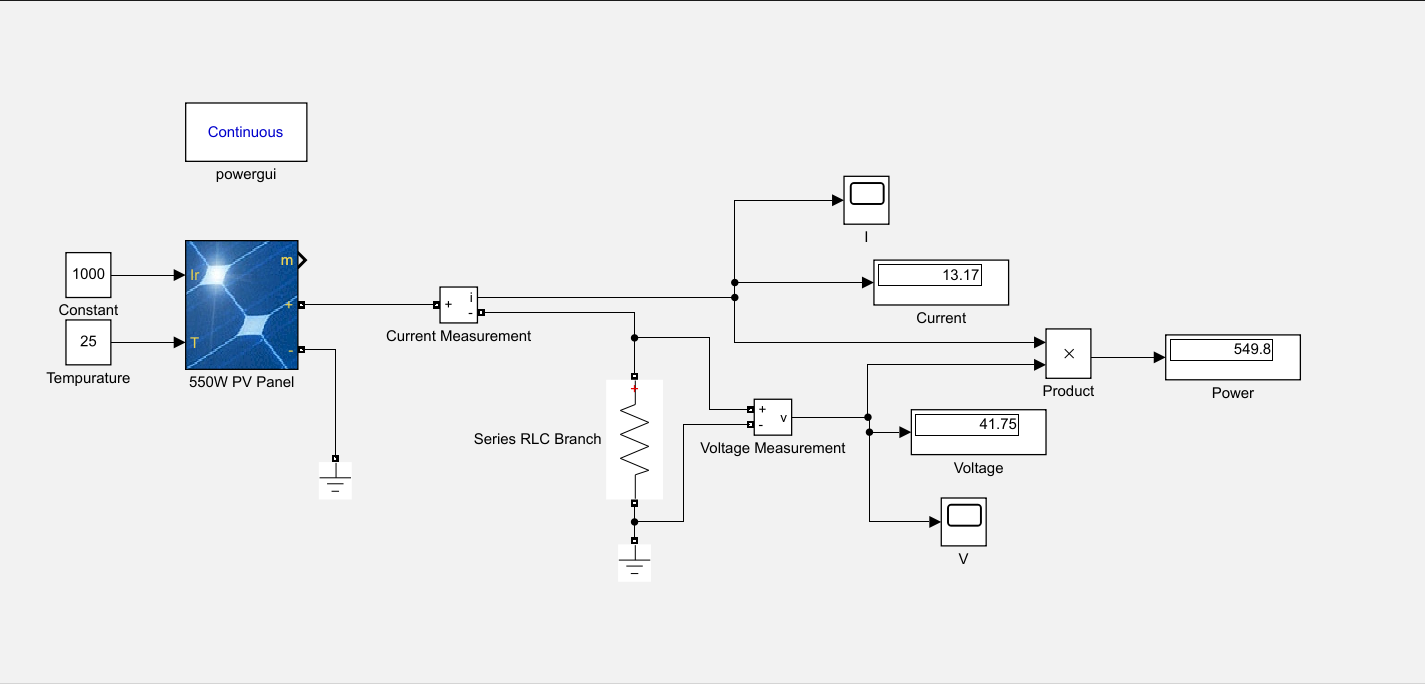 Continuous
powergui
1000
Constant
25
Tempurature
Ir
T
m
+
-
550W PV Panel
+
i
-
Current Measurement
I
13.17
Current
×
Product
549.8
Power
+
Series RLC Branch
+
-
v
Voltage Measurement
41.75
Voltage
V